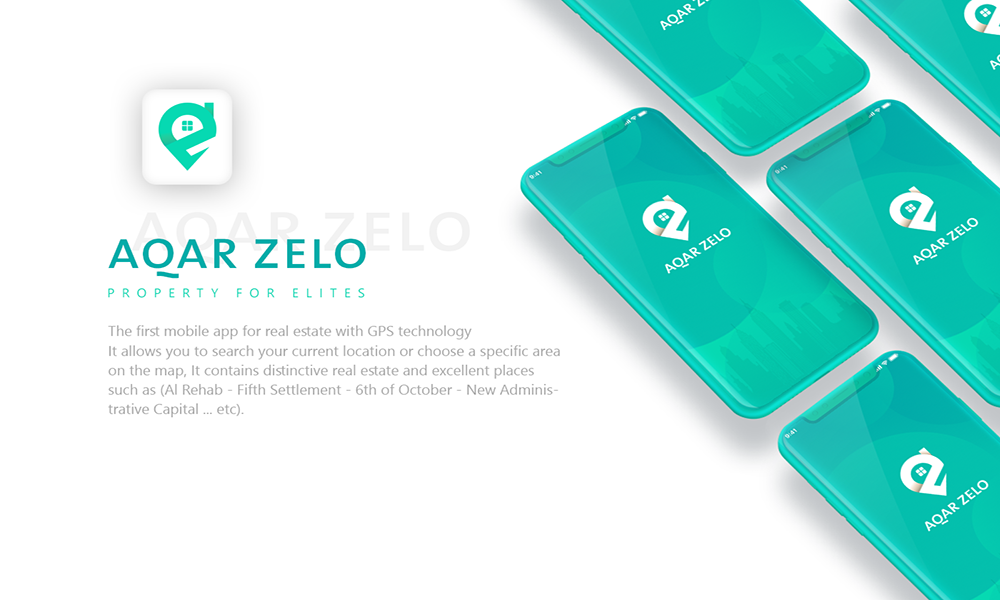 AQAR ZELO
AQAR ZELO
PROPERTY FOR ELITES
The first mobile app for real estate with GPS technology
It allows you to search your current location or choose a specific area
on the map, It contains distinctive real estate and excellent places
such as (Al Rehab - Fifth Settlement - 6th of October - New Adminis-
trative Capital ... etc).
9:41
AQAR ZELO
9:41
AQAR ZELO
9:41
AQAR ZELO